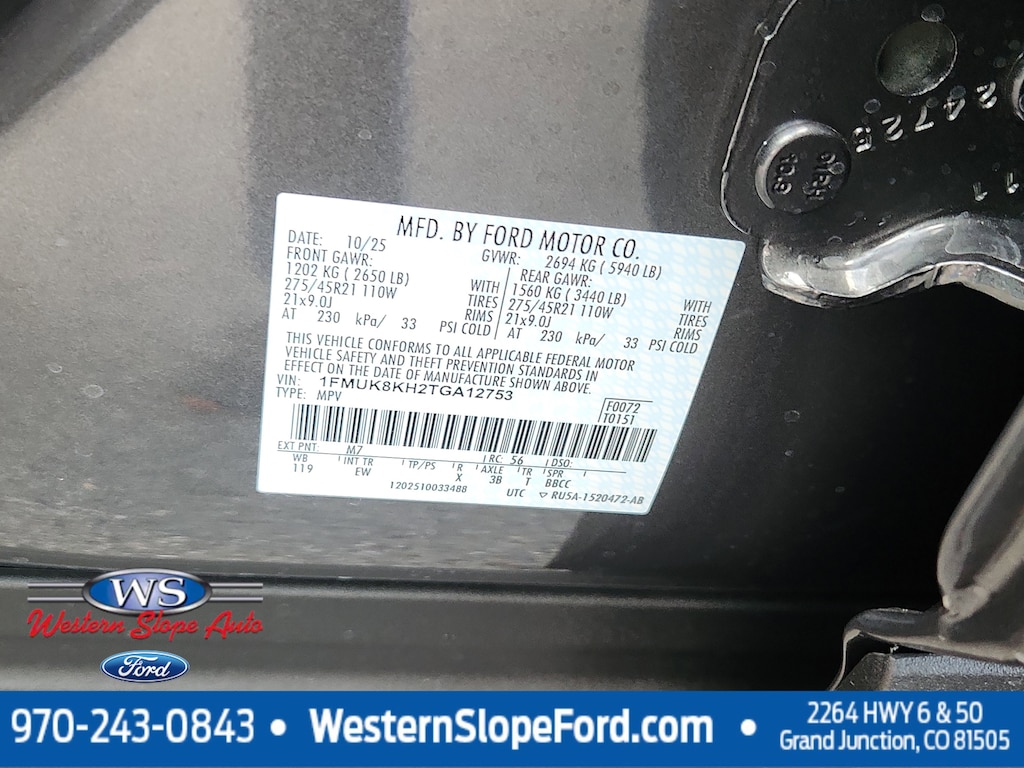 24725
11
MFD. BY FORD MOTOR CO.
DATE: 10/25 GVWR: 2694 KG ( 5940 LB)
FRONT GAWR: REAR GAWR:
1202 KG ( 2650 LB) WITH 1560 KG ( 3440 LB) WITH
275/45R21 110W TIRES 275/45R21 110W TIRES
21x9.0J RIMS 21x9.0J RIMS
AT 230 kPa/ 33 PSI COLD AT 230 kPa/ 33 PSI COLD
THIS VEHICLE CONFORMS TO ALL APPLICABLE FEDERAL MOTOR
VEHICLE SAFETY AND THEFT PREVENTION STANDARDS IN
EFFECT ON THE DATE OF MANUFACTURE SHOWN ABOVE.
VIN: 1FMUK8KH2TGA12753
TYPE: MPV
F0072
T0151
EXT PNT: M7 RC: 56 DSO:
WB INT TR TP/PS R AXLE TR SPR
119 EW X 3B T BBCC
1202510033488 UTC ▽ RU5A-1520472-AB
WS
Western Slope Auto
Ford
970-243-0843 • WesternSlopeFord.com •
2264 HWY 6 & 50
Grand Junction, CO 81505